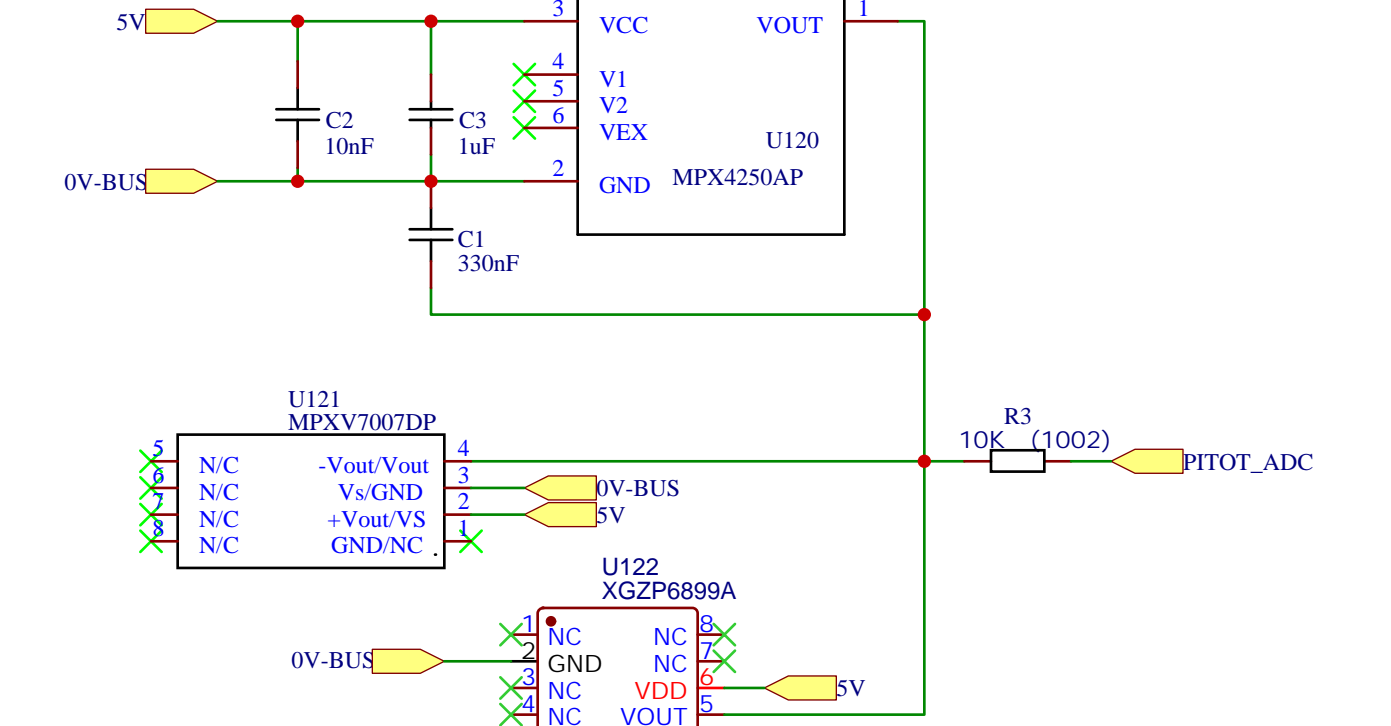 3
1
5V
VCC
VOUT
4
V1
5
V2
C2
10nF
C3
1uF
6
VEX
U120
MPX4250AP
0V-BUS
2
GND
C1
330nF
U121
MPXV7007DP
R3
10K (1002)
5
N/C
-Vout/Vout
4
PITOT_ADC
6
N/C
Vs/GND
3
0V-BUS
7
N/C
+Vout/VS
2
5V
8
N/C
GND/NC
1
U122
XGZP6899A
1
NC
NC
8
0V-BUS
2
GND
NC
7
3
NC
VDD
6
5V
4
NC
VOUT
5